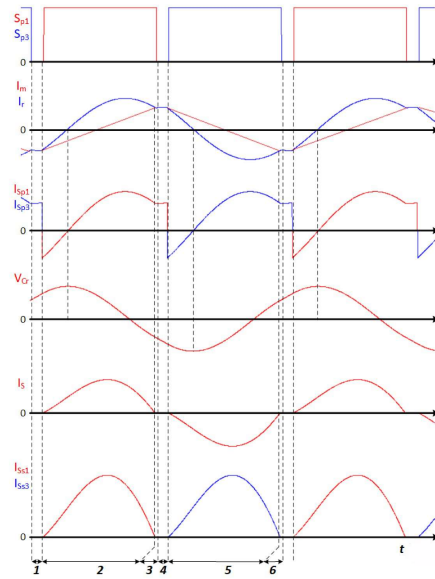 Sp1
Sp3
0
Im
Ir
0
ISp1
ISp3
0
VCr
0
IS
0
ISs1
ISs3
0
t
1 2 3 4 5 6